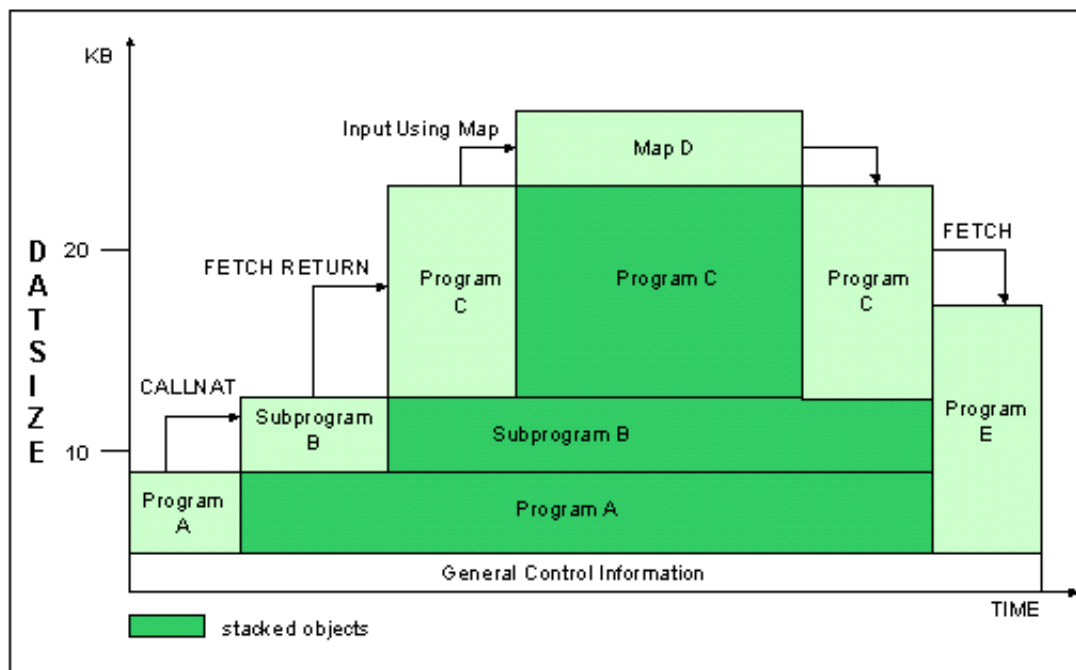 KB
Input Using Map
Map D
DATSIZE
20
FETCH RETURN
Program
C
Program C
Program
C
FETCH
CALLNAT
Subprogram
B
Subprogram B
Program
E
10
Program
A
Program A
General Control Information
TIME
stacked objects